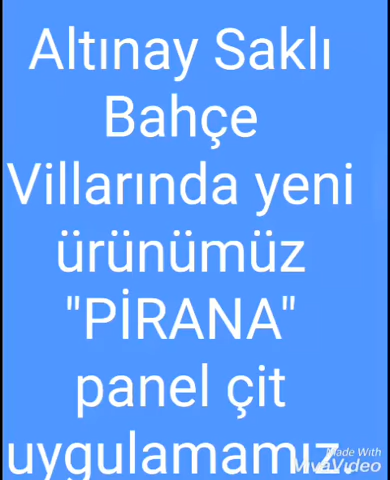 Altınay Saklı
Bahçe
Villarında yeni
ürünümüz
"PİRANA"
panel çit
uygulamamız.
Made With
VivaVideo